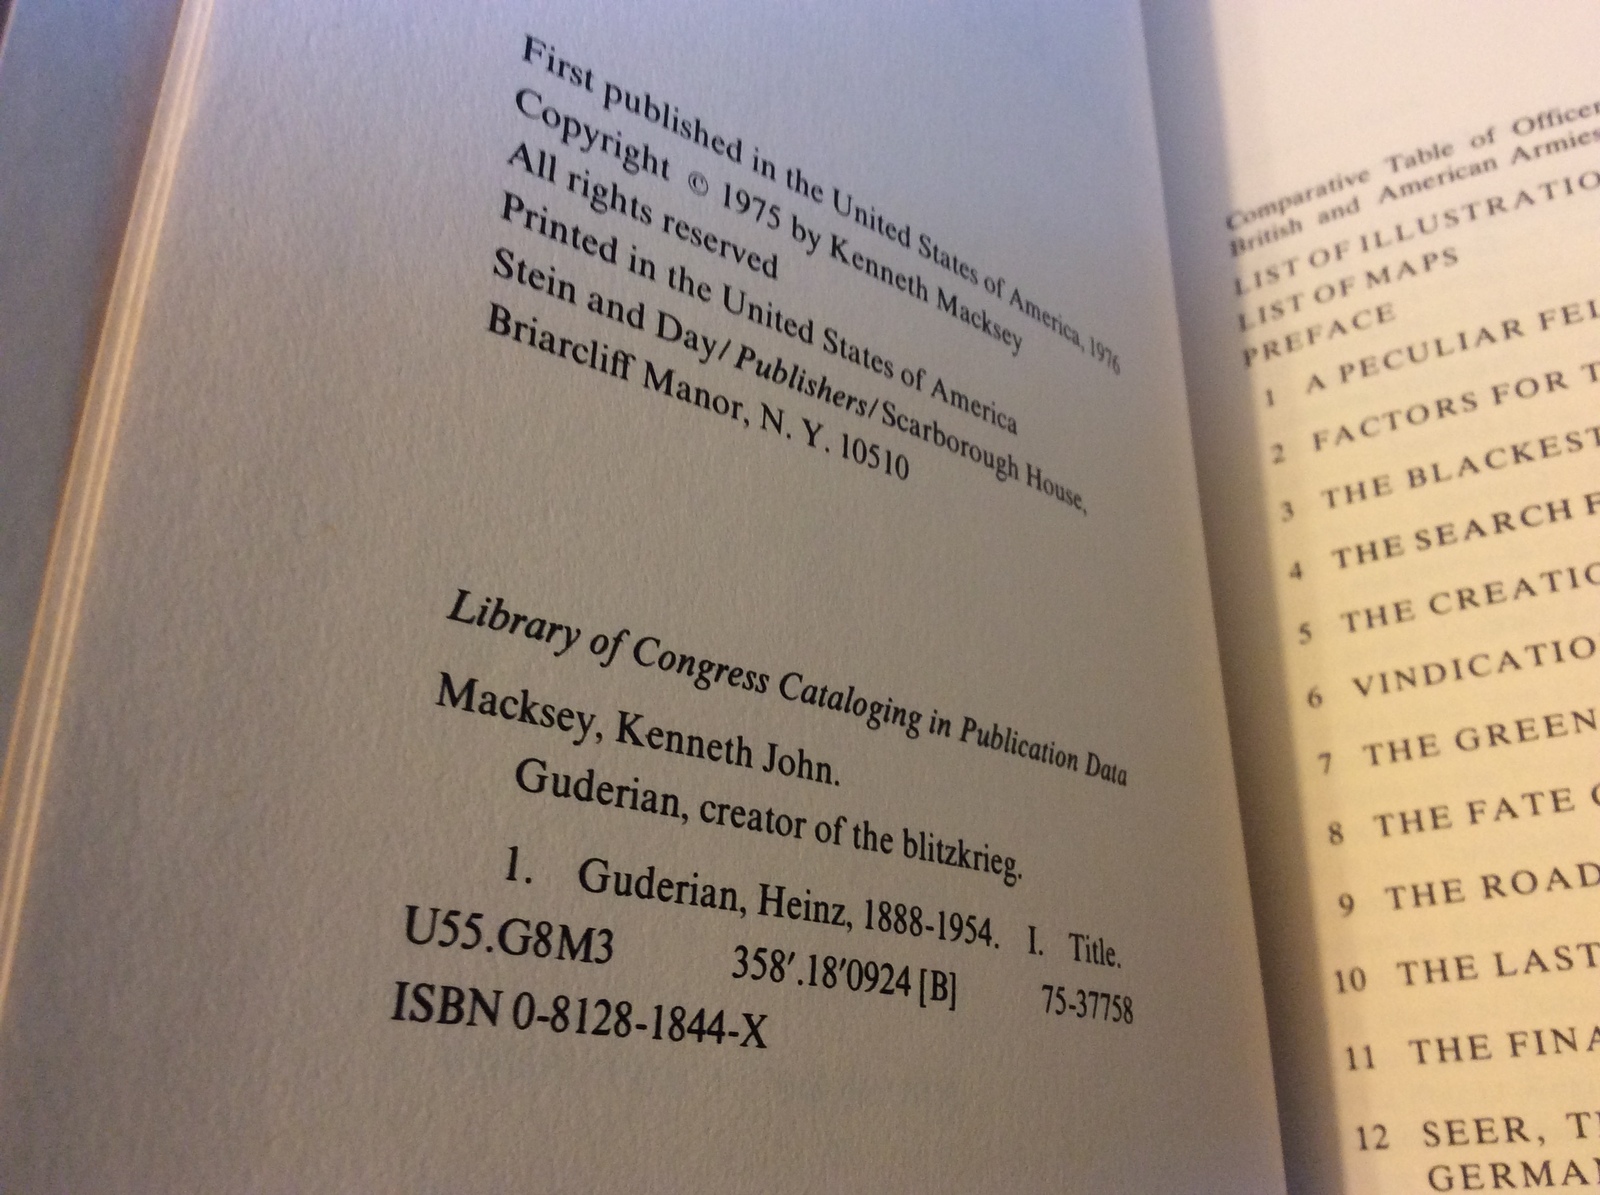 First published in the United States of America, 1976
Copyright © 1975 by Kenneth Macksey
All rights reserved
Printed in the United States of America
Stein and Day/Publishers/Scarborough House,
Briarcliff Manor, N. Y. 10510
Library of Congress Cataloging in Publication Data
Macksey, Kenneth John.
Guderian, creator of the blitzkrieg.
1. Guderian, Heinz, 1888-1954. I. Title.
U55.G8M3 358'.18'0924 [B] 75-37758
ISBN 0-8128-1844-X
Comparative Table of Officer
British and American Armies
LIST OF ILLUSTRATIO
LIST OF MAPS
PREFACE
1 A PECULIAR FEL
2 FACTORS FOR T
3 THE BLACKEST
4 THE SEARCH F
5 THE CREATIO
6 VINDICATIO
7 THE GREEN
8 THE FATE
9 THE ROAD
10 THE LAST
11 THE FINA
12 SEER, T
GERMA